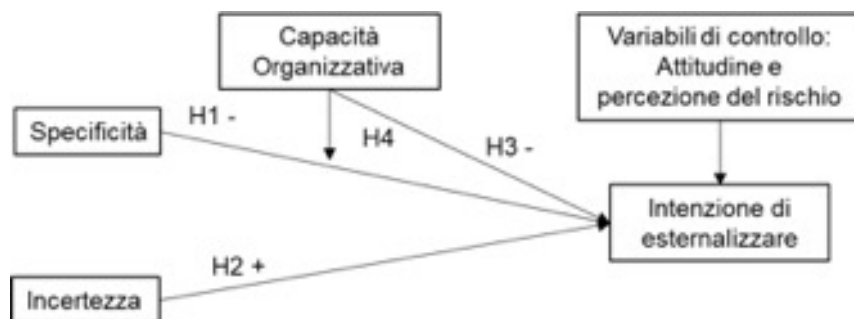 Capacità
Organizzativa
Variabili di controllo:
Attitudine e
percezione del rischio
Specificità
H1 -
H4
H3 -
Intenzione di
esternalizzare
H2 +
Incertezza